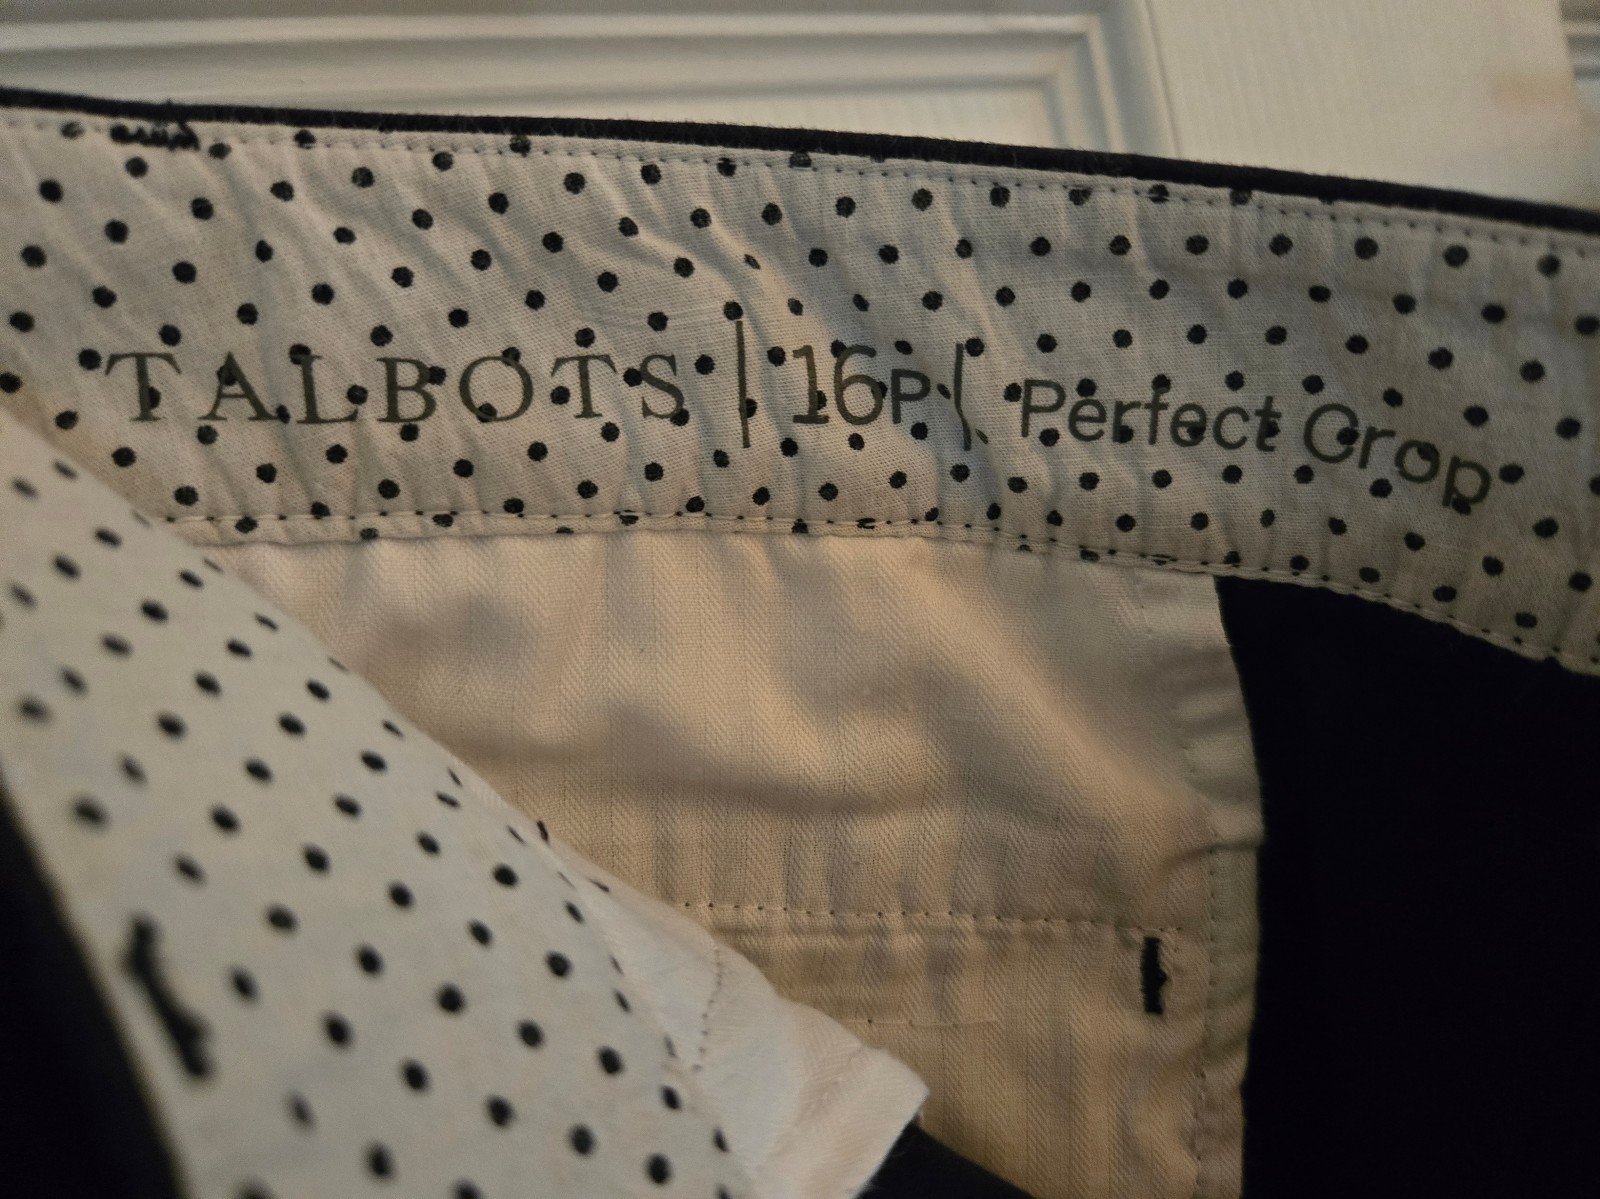 TALBOTS | 16P | Perfect Crop